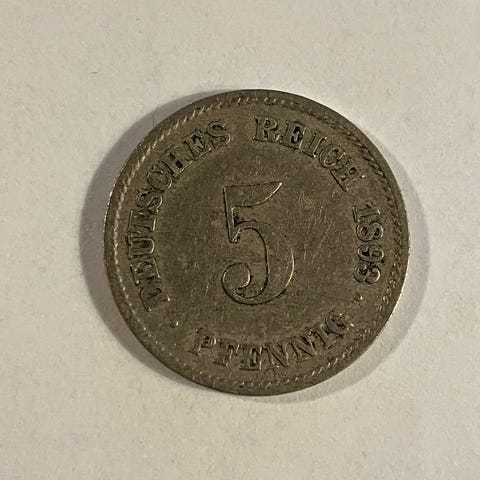 DEUTSCHES REICH 1893
5
PFENNIG